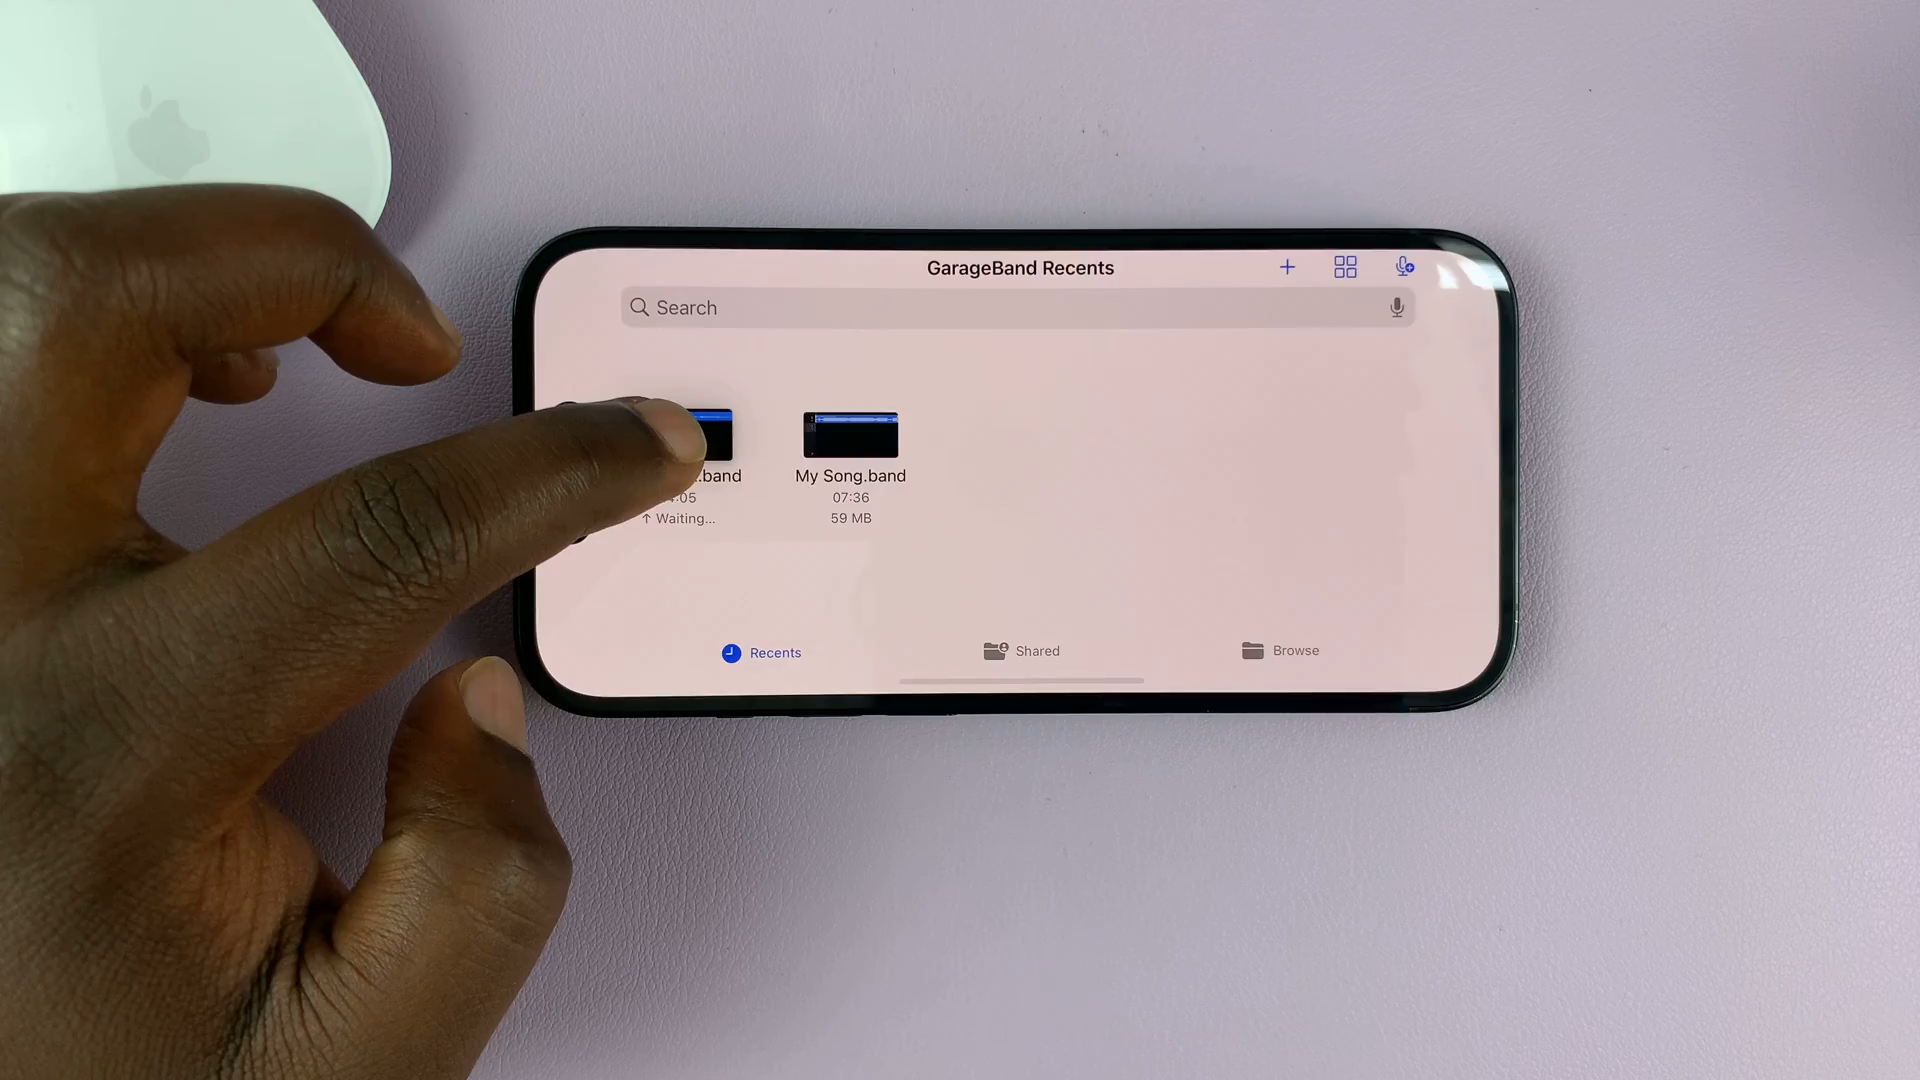 GarageBand Recents
Search
.band
My Song.band
:05
07:36
↑ Waiting...
59 MB
Recents
Shared
Browse